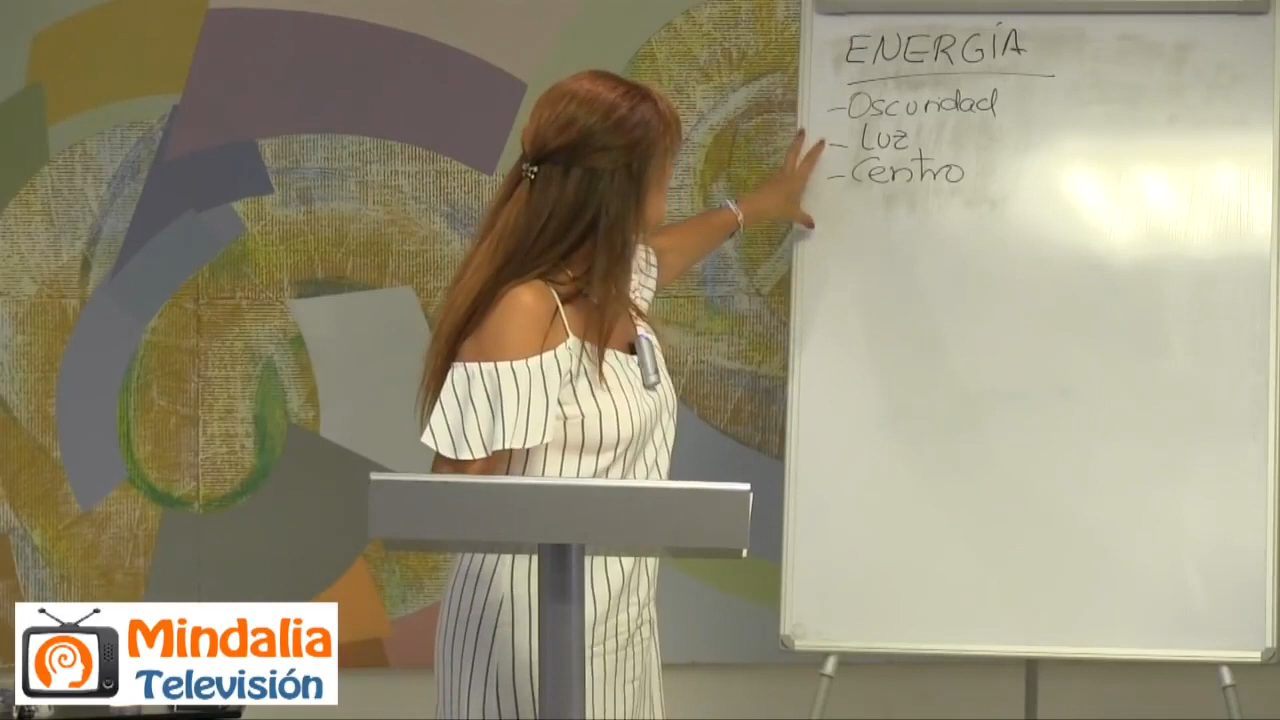 ENERGÍA
- Oscuridad
- Luz
- Centro
Mindalia
Televisión